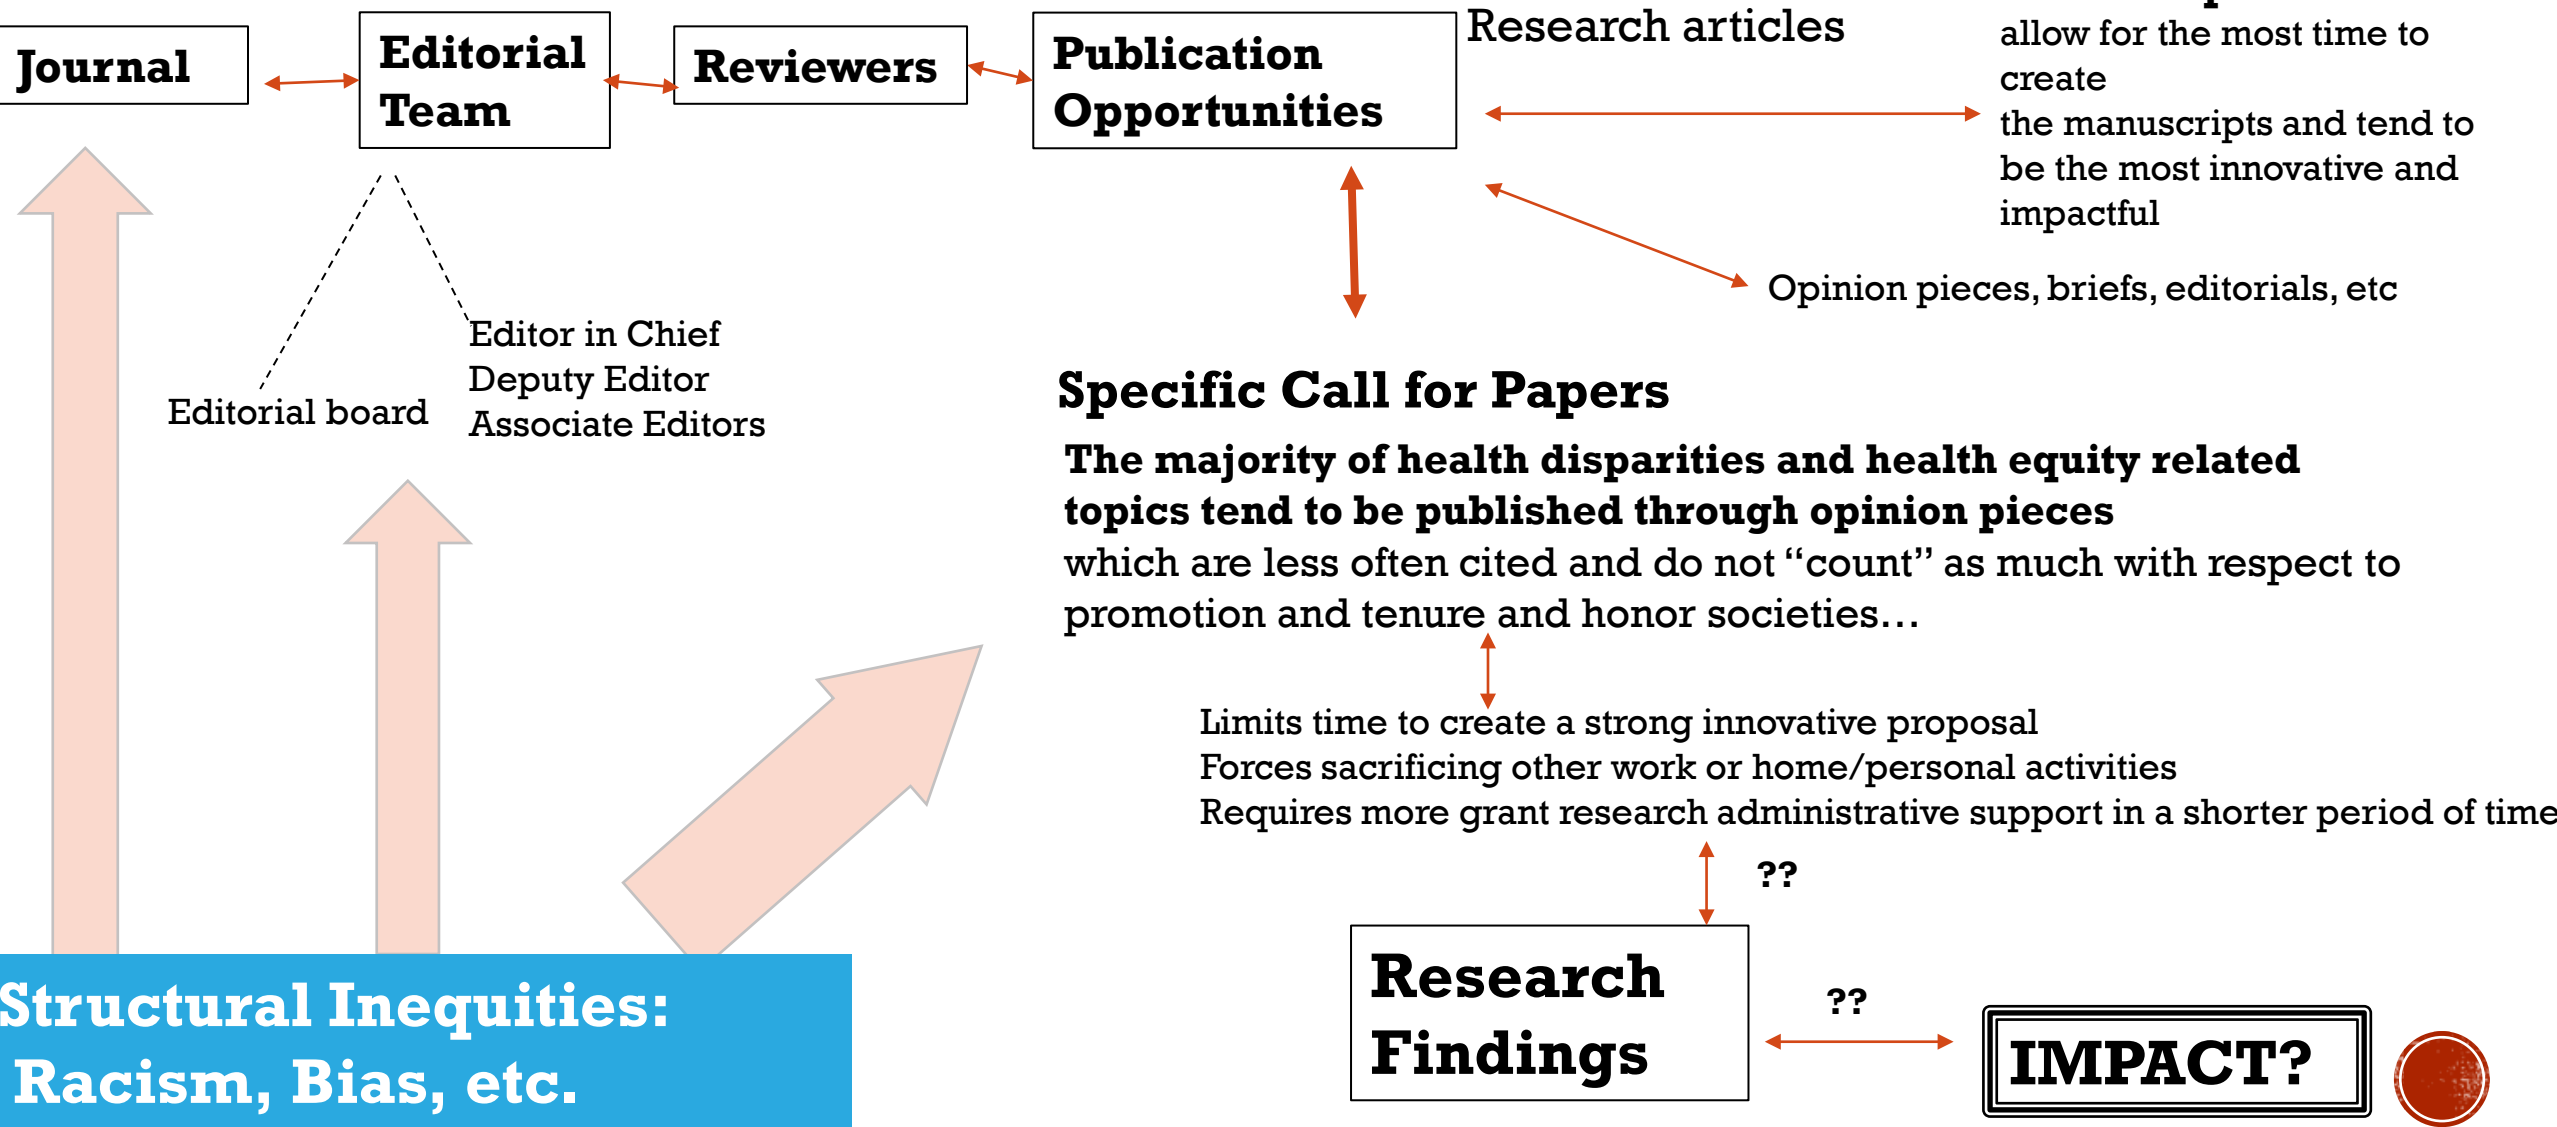 Journal
Editorial
Team
Reviewers
Publication
Opportunities
Research articles
allow for the most time to
create
the manuscripts and tend to
be the most innovative and
impactful
Opinion pieces, briefs, editorials, etc
Editor in Chief
Deputy Editor
Associate Editors
Editorial board
Specific Call for Papers
The majority of health disparities and health equity related
topics tend to be published through opinion pieces
which are less often cited and do not “count” as much with respect to
promotion and tenure and honor societies…
Limits time to create a strong innovative proposal
Forces sacrificing other work or home/personal activities
Requires more grant research administrative support in a shorter period of time
??
Research
Findings
??
IMPACT?
Structural Inequities:
Racism, Bias, etc.